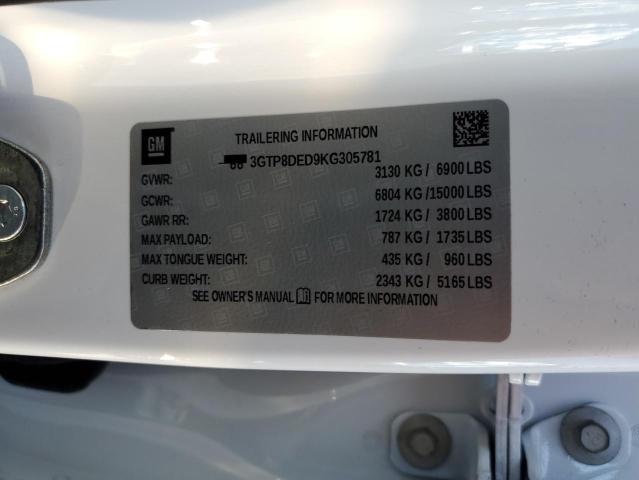 GM
TRAILERING INFORMATION
3GTP8DED9KG305781
GVWR: 3130 KG / 6900 LBS
GCWR: 6804 KG /15000 LBS
GAWR RR: 1724 KG / 3800 LBS
MAX PAYLOAD: 787 KG / 1735 LBS
MAX TONGUE WEIGHT: 435 KG / 960 LBS
CURB WEIGHT: 2343 KG / 5165 LBS
SEE OWNER'S MANUAL FOR MORE INFORMATION